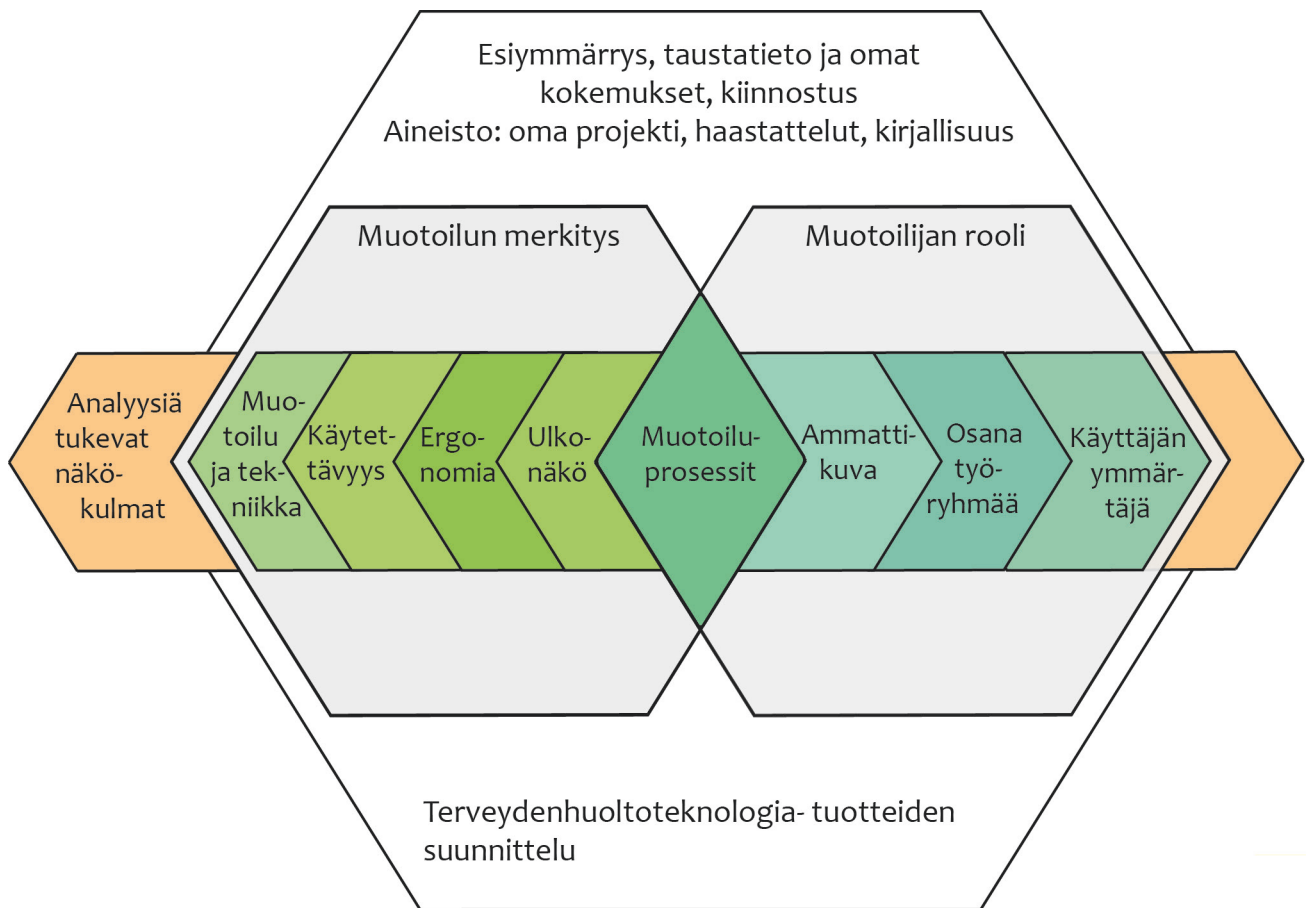 Esiymmärrys, taustatieto ja omat
kokemukset, kiinnostus
Aineisto: oma projekti, haastattelut, kirjallisuus
Muotoilun merkitys
Muotoilijan rooli
Analyysiä
tukevat
näkö-
kulmat
Muo-
toilu
ja tek-
niikka
Käytet-
tävyys
Ergo-
nomia
Ulko-
näkö
Muotoilu-
prosessit
Ammatti-
kuva
Osana
työ-
ryhmää
Käyttäjän
ymmär-
täjä
Terveydenhuoltoteknologia- tuotteiden
suunnittelu